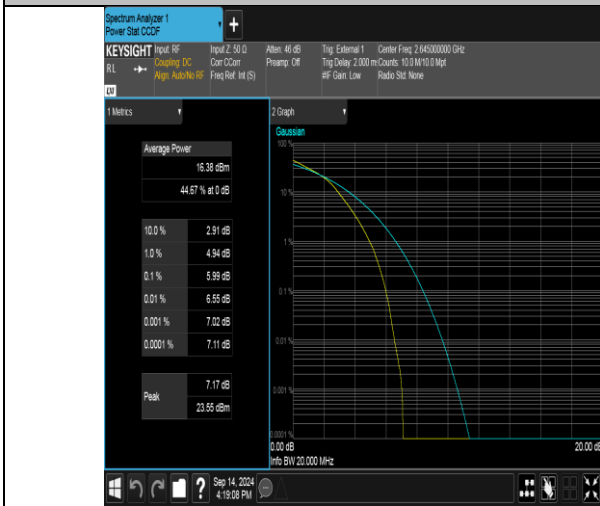 Spectrum Analyzer 1
Power Stat CCDF
+
KEYSIGHT
RL
LXI
Input: RF
Coupling: DC
Align: Auto/No RF
Input Z: 50 Ω
Corr CCorr
Freq Ref: Int (S)
Atten: 46 dB
Preamp: Off
Trig: External 1
Trig Delay: 2.000 m
#IF Gain: Low
Center Freq: 2.645000000 GHz
Counts: 10.0 M/10.0 Mpt
Radio Std: None
1 Metrics
Average Power
16.38 dBm
44.67 % at 0 dB
10.0 % 2.91 dB
1.0 % 4.94 dB
0.1 % 5.99 dB
0.01 % 6.55 dB
0.001 % 7.02 dB
0.0001 % 7.11 dB
Peak
7.17 dB
23.55 dBm
2 Graph
Gaussian
100 %
10 %
1 %
0.1 %
0.01 %
0.001 %
0.0001 %
0.00 dB
20.00 dB
Info BW 20.000 MHz
?
Sep 14, 2024
4:19:08 PM